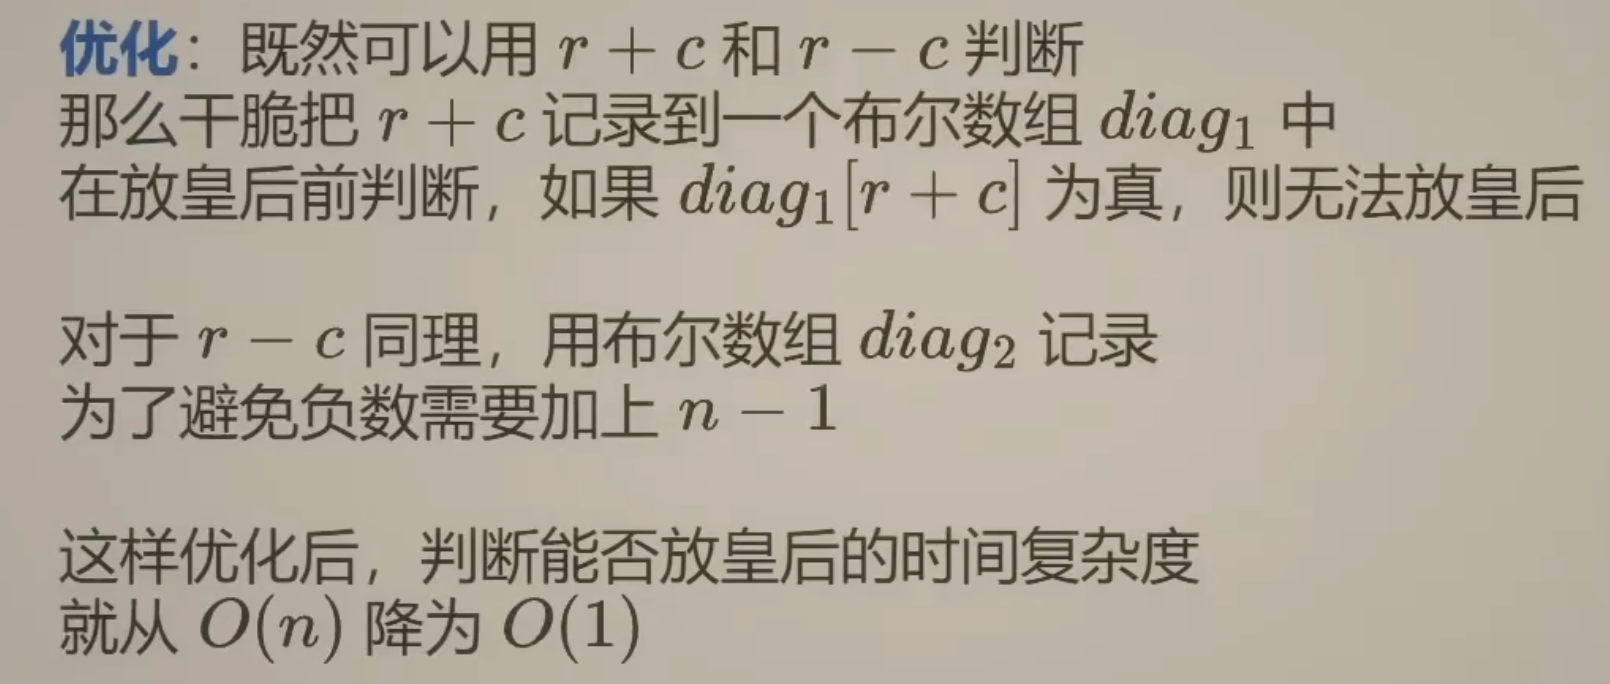 优化：既然可以用 r + c 和 r − c 判断
那么干脆把 r + c 记录到一个布尔数组 diag₁ 中
在放皇后前判断，如果 diag₁[r + c] 为真，则无法放皇后
对于 r − c 同理，用布尔数组 diag₂ 记录
为了避免负数需要加上 n − 1
这样优化后，判断能否放皇后的时间复杂度
就从 O(n) 降为 O(1)